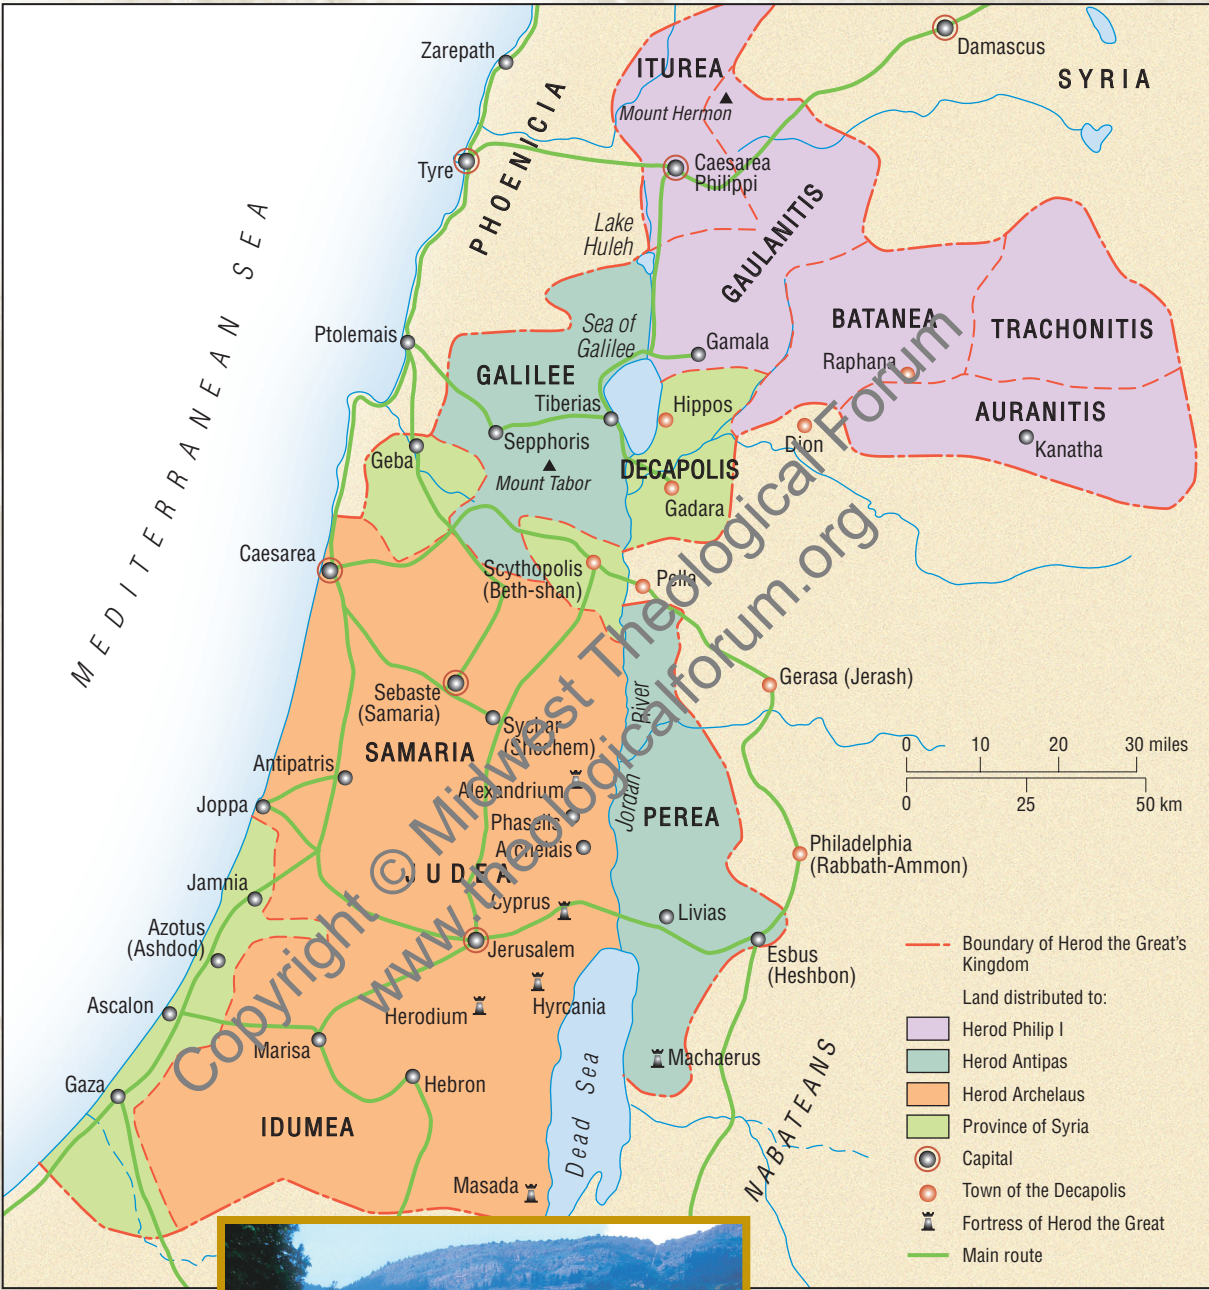 Zarepath
Damascus
ITUREA
SYRIA
Mount Hermon
PHOENICIA
Tyre
Caesarea
Philippi
MEDITERRANEAN SEA
Lake
Huleh
GAULANITIS
Ptolemais
Sea of
Galilee
Gamala
BATANEA
TRACHONITIS
Raphana
GALILEE
Tiberias
Hippos
AURANITIS
Sepphoris
Dion
Kanatha
Geba
Mount Tabor
DECAPOLIS
Gadara
Caesarea
Scythopolis
(Beth-shan)
Pella
Sebaste
(Samaria)
Gerasa (Jerash)
Sychar
(Shechem)
Jordan River
SAMARIA
Antipatris
Alexandrium
Joppa
Phaselis
PEREA
Archelais
Philadelphia
(Rabbath-Ammon)
JUDEA
Jamnia
Cyprus
Livias
Azotus
(Ashdod)
Jerusalem
Esbus
(Heshbon)
Ascalon
Hyrcania
Herodium
Marisa
Machaerus
Gaza
Hebron
Dead Sea
NABATEANS
IDUMEA
Masada
0 10 20 30 miles
0 25 50 km
Boundary of Herod the Great's
Kingdom
Land distributed to:
Herod Philip I
Herod Antipas
Herod Archelaus
Province of Syria
Capital
Town of the Decapolis
Fortress of Herod the Great
Main route
Copyright © Midwest Theological Forum
www.theologicalforum.org